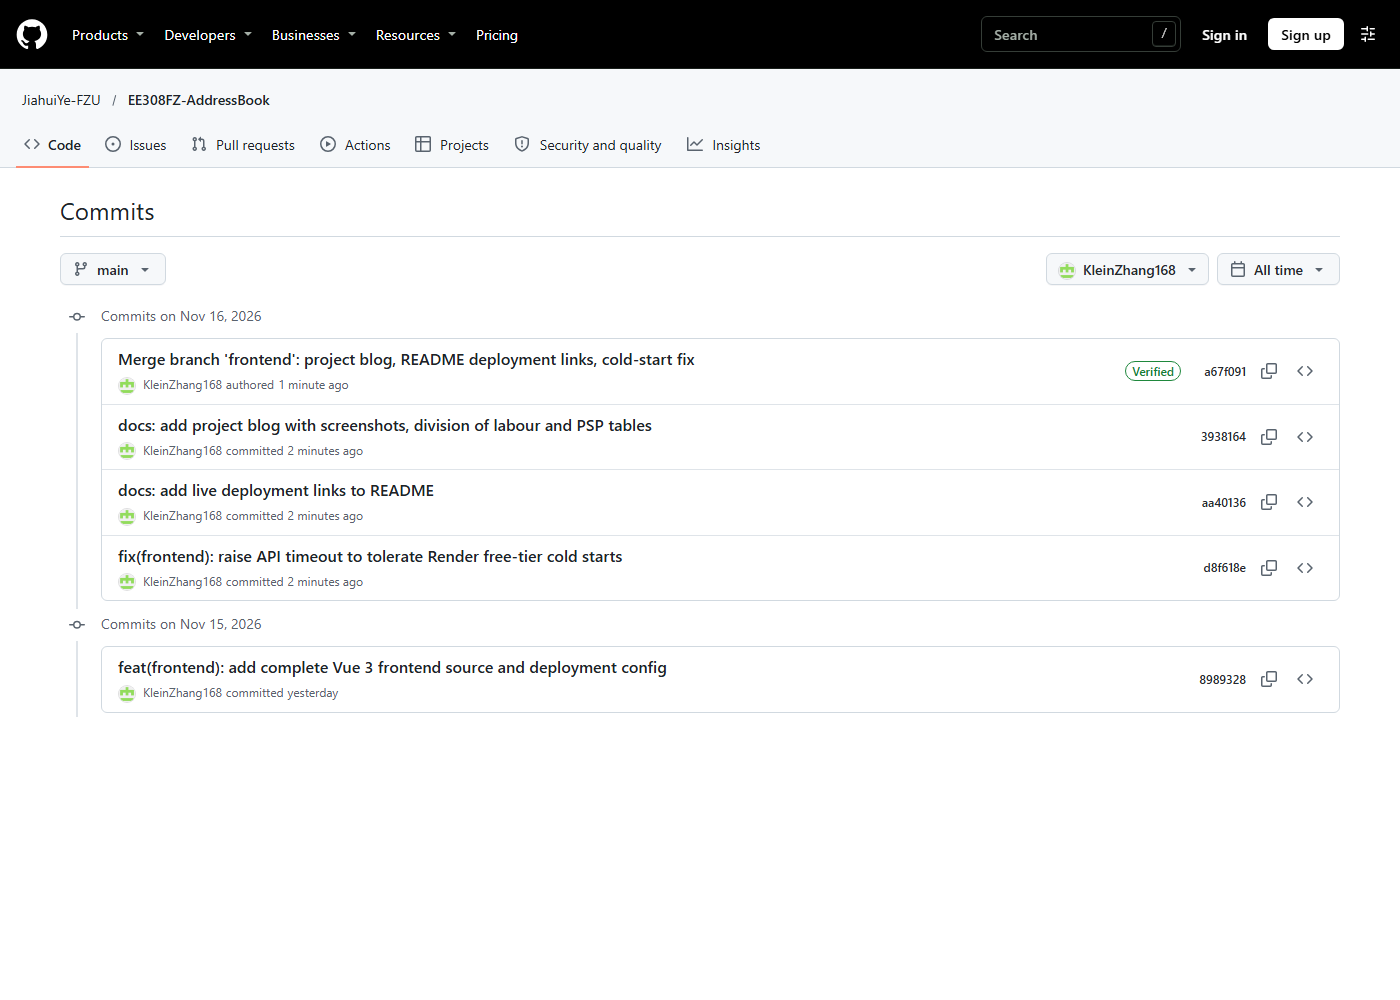 Products Developers Businesses Resources Pricing Search / Sign in Sign up
JiahuiYe-FZU / EE308FZ-AddressBook
Code Issues Pull requests Actions Projects Security and quality Insights
Commits
main KleinZhang168 All time
Commits on Nov 16, 2026
Merge branch 'frontend': project blog, README deployment links, cold-start fix
KleinZhang168 authored 1 minute ago
Verified a67f091
docs: add project blog with screenshots, division of labour and PSP tables
KleinZhang168 committed 2 minutes ago
3938164
docs: add live deployment links to README
KleinZhang168 committed 2 minutes ago
aa40136
fix(frontend): raise API timeout to tolerate Render free-tier cold starts
KleinZhang168 committed 2 minutes ago
d8f618e
Commits on Nov 15, 2026
feat(frontend): add complete Vue 3 frontend source and deployment config
KleinZhang168 committed yesterday
8989328